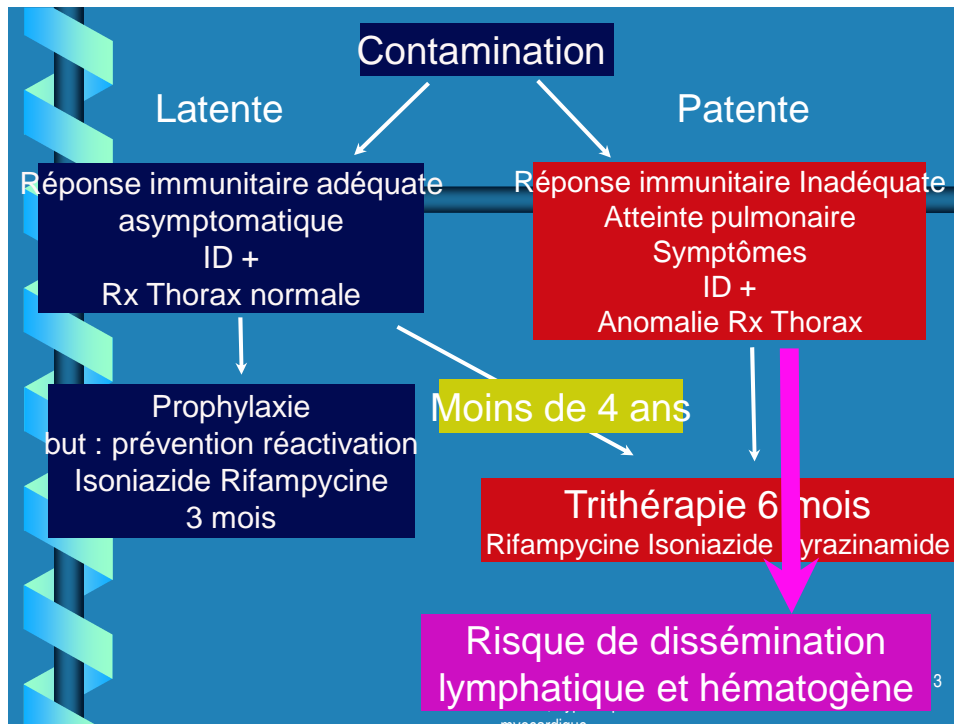 Contamination
Latente
Patente
Réponse immunitaire adéquate
asymptomatique
ID +
Rx Thorax normale
Réponse immunitaire Inadéquate
Atteinte pulmonaire
Symptômes
ID +
Anomalie Rx Thorax
Prophylaxie
but : prévention réactivation
Isoniazide Rifampycine
3 mois
Moins de 4 ans
Trithérapie 6 mois
Rifampycine Isoniazide yrazinamide
Risque de dissémination
lymphatique et hématogène
3